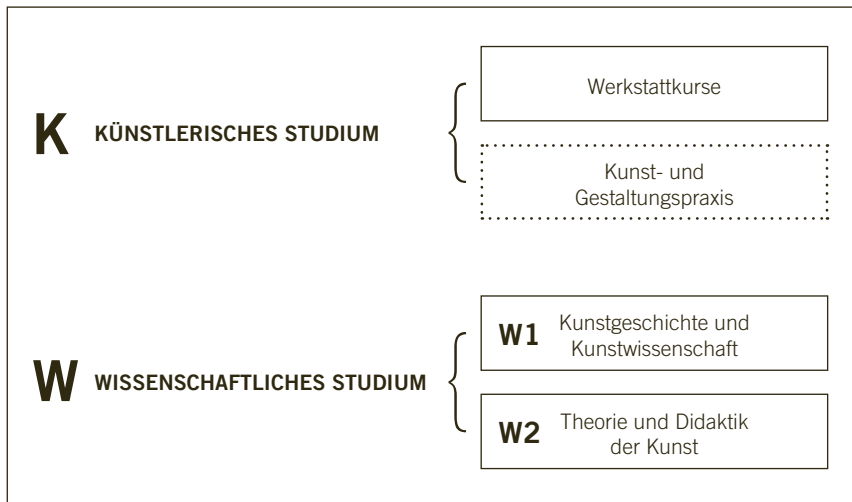 K KÜNSTLERISCHES STUDIUM
Werkstattkurse
Kunst- und
Gestaltungspraxis
W WISSENSCHAFTLICHES STUDIUM
W1 Kunstgeschichte und
Kunstwissenschaft
W2 Theorie und Didaktik
der Kunst